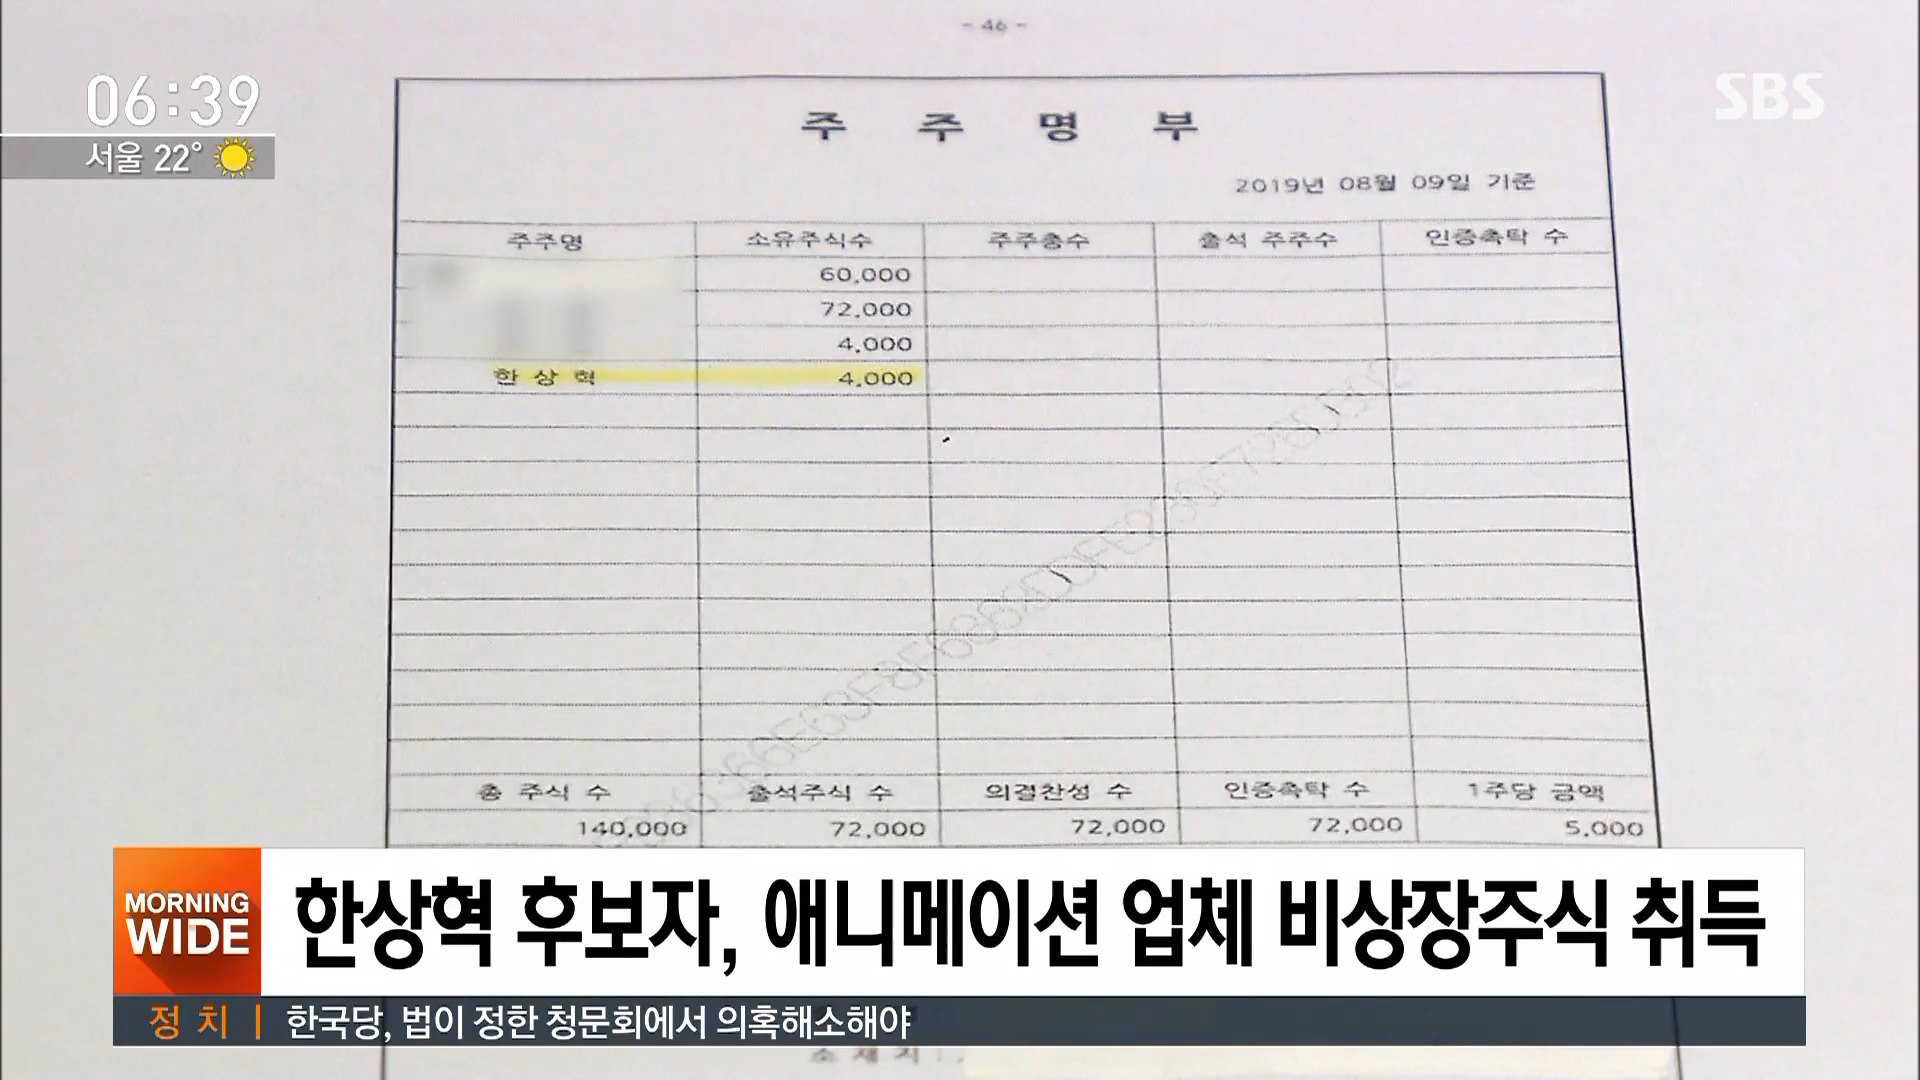 - 46 -
06:39
SBS
서울 22°
주 주 명 부
2019년 08월 09일 기준
주주명 소유주식수 주주총수 출석 주주수 인증촉탁 수
60,000
72,000
4,000
한 상 혁 4,000
총 주식 수 출석주식 수 의결찬성 수 인증촉탁 수 1주당 금액
140,000 72,000 72,000 72,000 5,000
MORNING
WIDE
한상혁 후보자, 애니메이션 업체 비상장주식 취득
정 치 | 한국당, 법이 정한 청문회에서 의혹해소해야
소 재 지 :